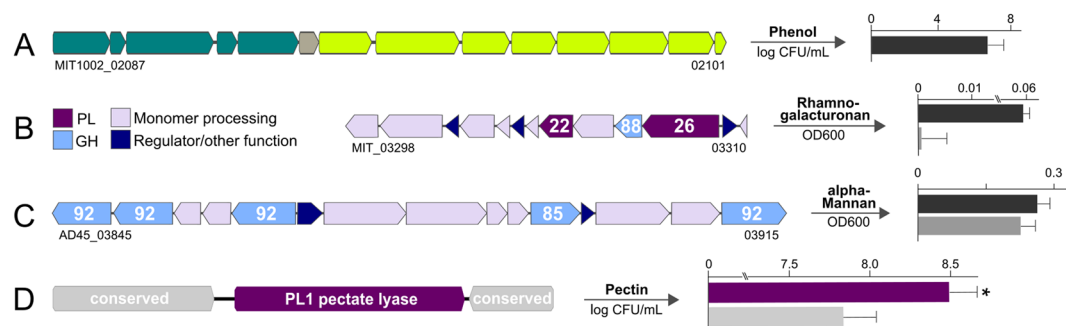 A
MIT1002_02087
02101
Phenol
log CFU/mL
0
4
8
PL
GH
Monomer processing
Regulator/other function
B
22
88
26
MIT_03298
03310
Rhamno-
galacturonan
OD600
0
0.01
0.06
C
92
92
92
85
92
AD45_03845
03915
alpha-
Mannan
OD600
0
0.3
D
conserved
PL1 pectate lyase
conserved
Pectin
log CFU/mL
0
7.5
8.0
8.5
*